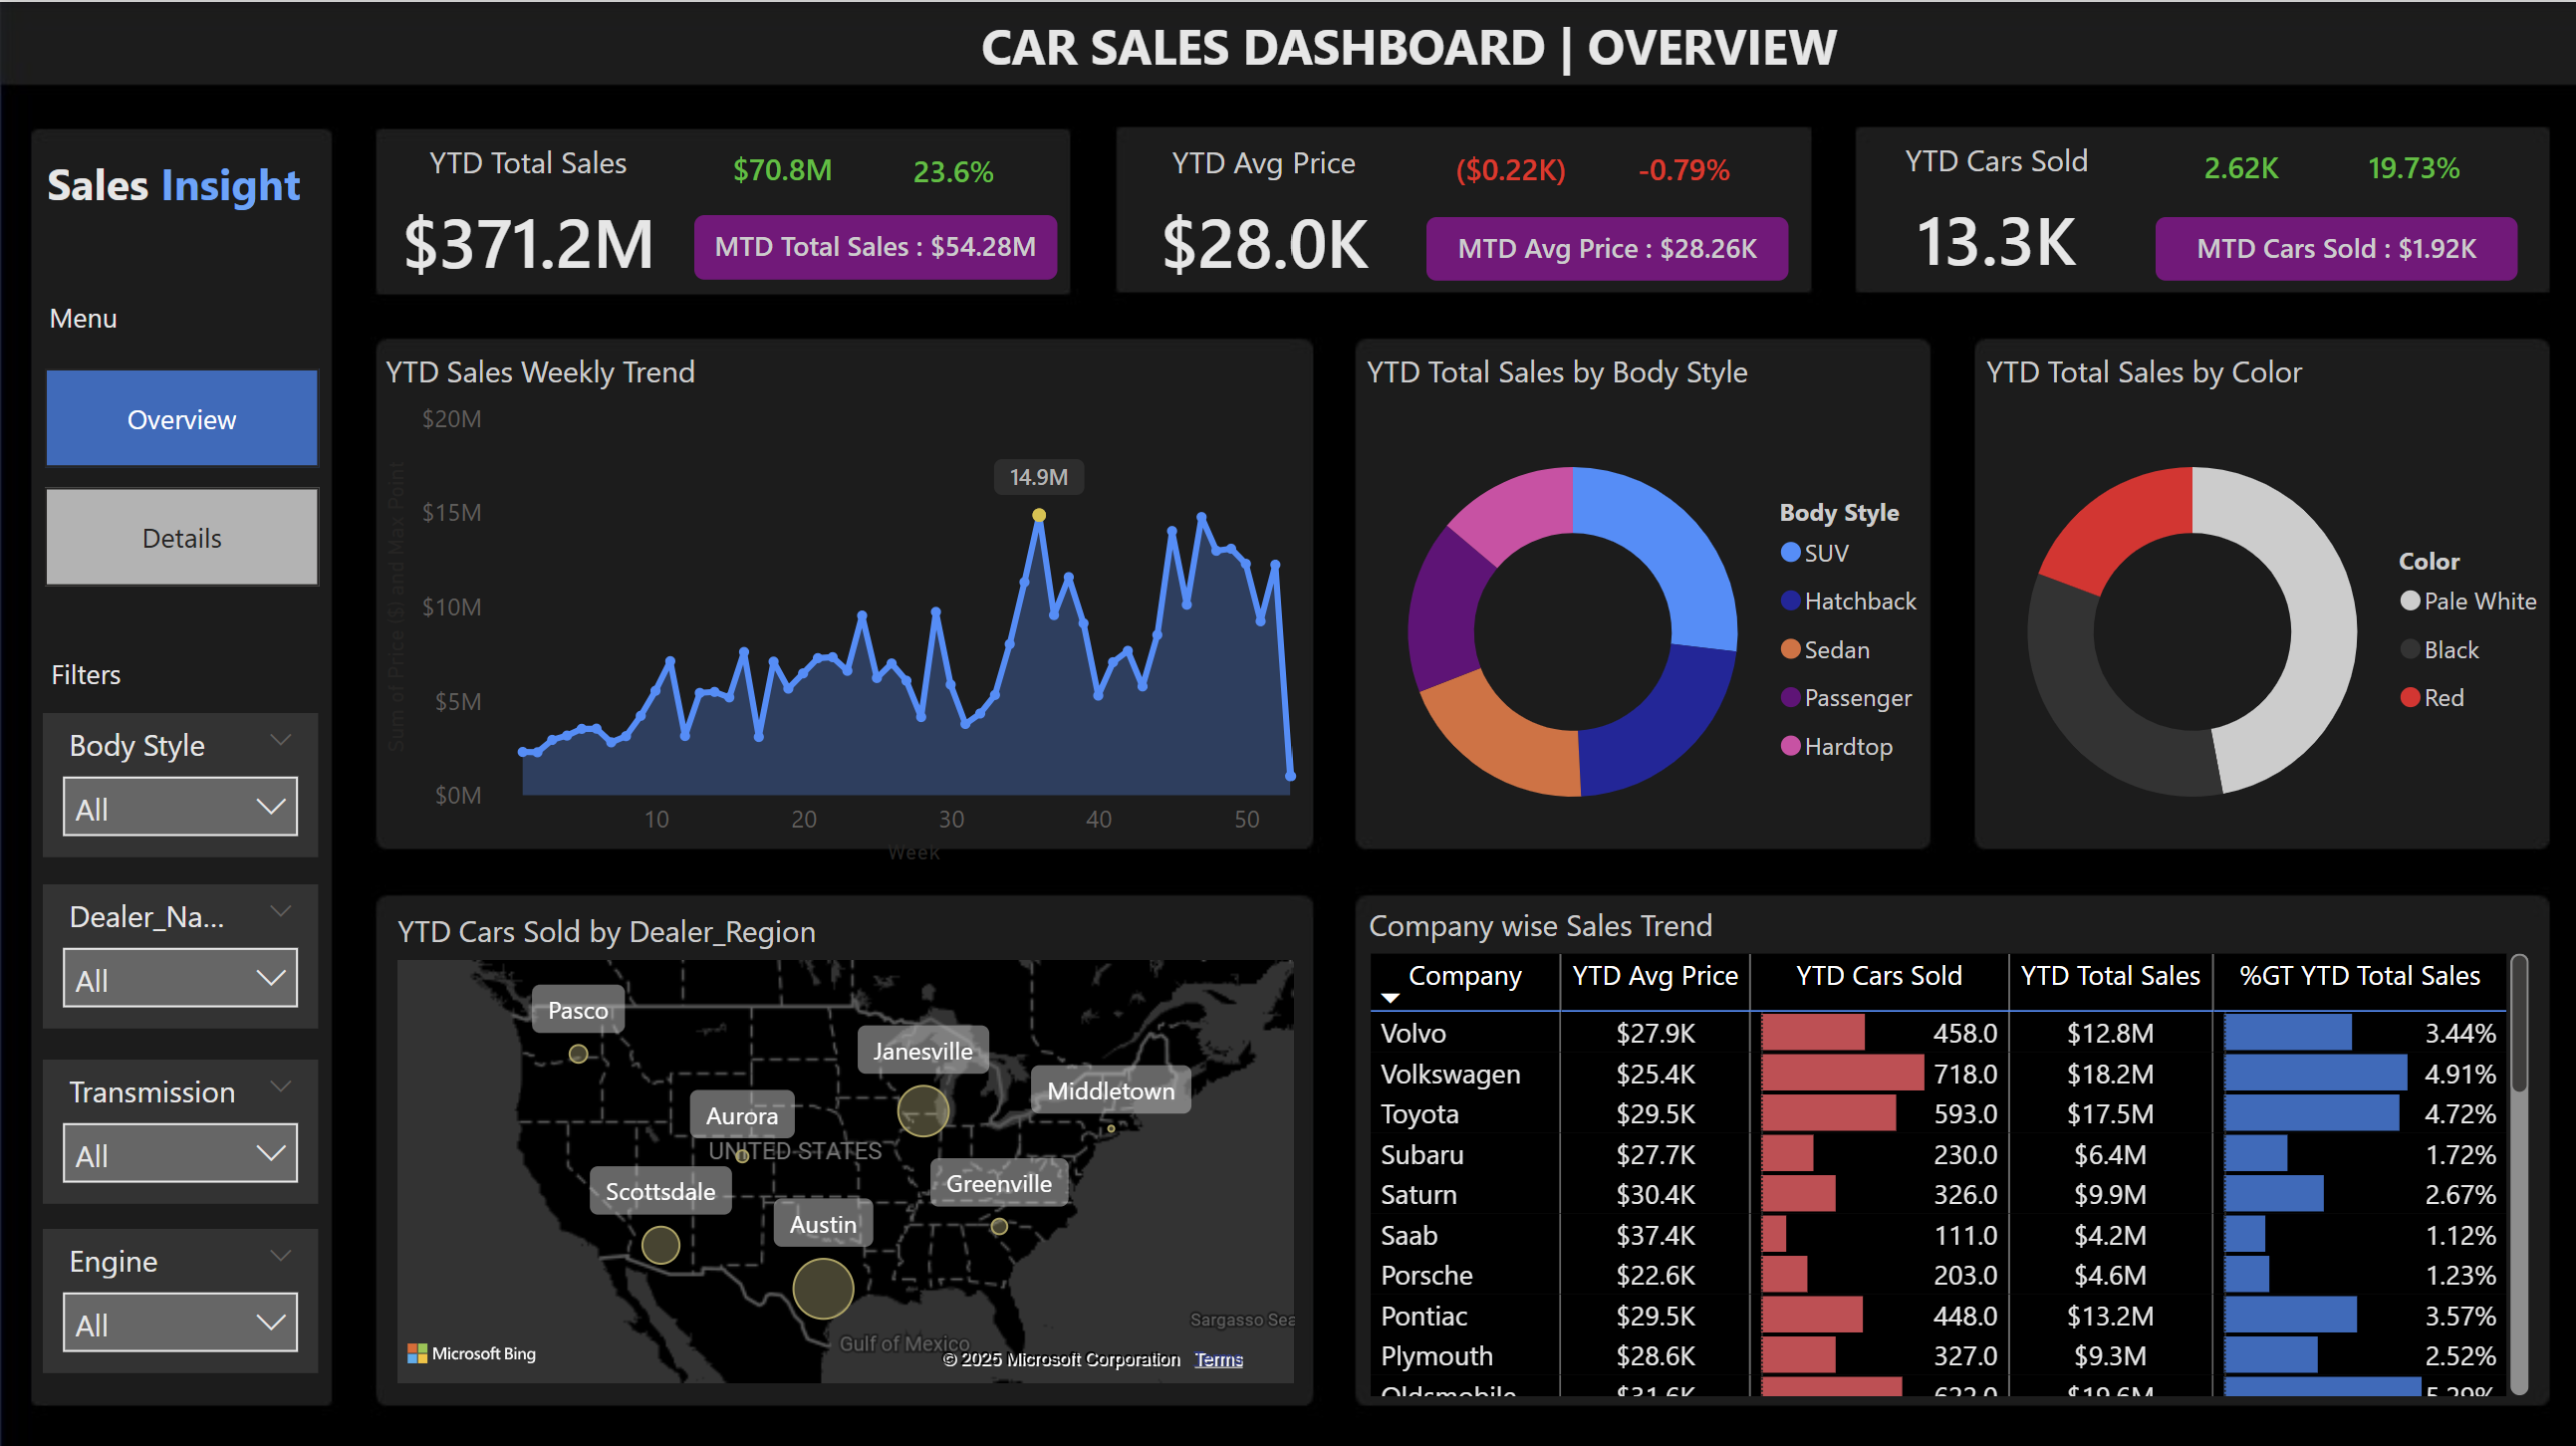 CAR SALES DASHBOARD | OVERVIEW
Sales Insight
Menu
Overview
Details
Filters
Body Style
All
Dealer_Na...
All
Transmission
All
Engine
All
YTD Total Sales
$70.8M
23.6%
$371.2M
MTD Total Sales : $54.28M
YTD Avg Price
($0.22K)
-0.79%
$28.0K
MTD Avg Price : $28.26K
YTD Cars Sold
2.62K
19.73%
13.3K
MTD Cars Sold : $1.92K
YTD Sales Weekly Trend
Sum of Price ($) and Max Point
$20M
$15M
$10M
$5M
$0M
14.9M
10
20
30
40
50
Week
YTD Total Sales by Body Style
Body Style
SUV
Hatchback
Sedan
Passenger
Hardtop
YTD Total Sales by Color
Color
Pale White
Black
Red
YTD Cars Sold by Dealer_Region
Pasco
Janesville
Middletown
Aurora
UNITED STATES
Scottsdale
Greenville
Austin
Sargasso Sea
Gulf of Mexico
Microsoft Bing
© 2025 Microsoft Corporation Terms
Company wise Sales Trend
Company YTD Avg Price YTD Cars Sold YTD Total Sales %GT YTD Total Sales
Volvo $27.9K 458.0 $12.8M 3.44%
Volkswagen $25.4K 718.0 $18.2M 4.91%
Toyota $29.5K 593.0 $17.5M 4.72%
Subaru $27.7K 230.0 $6.4M 1.72%
Saturn $30.4K 326.0 $9.9M 2.67%
Saab $37.4K 111.0 $4.2M 1.12%
Porsche $22.6K 203.0 $4.6M 1.23%
Pontiac $29.5K 448.0 $13.2M 3.57%
Plymouth $28.6K 327.0 $9.3M 2.52%
Oldsmobile $31.6K 622.0 $19.6M 5.29%